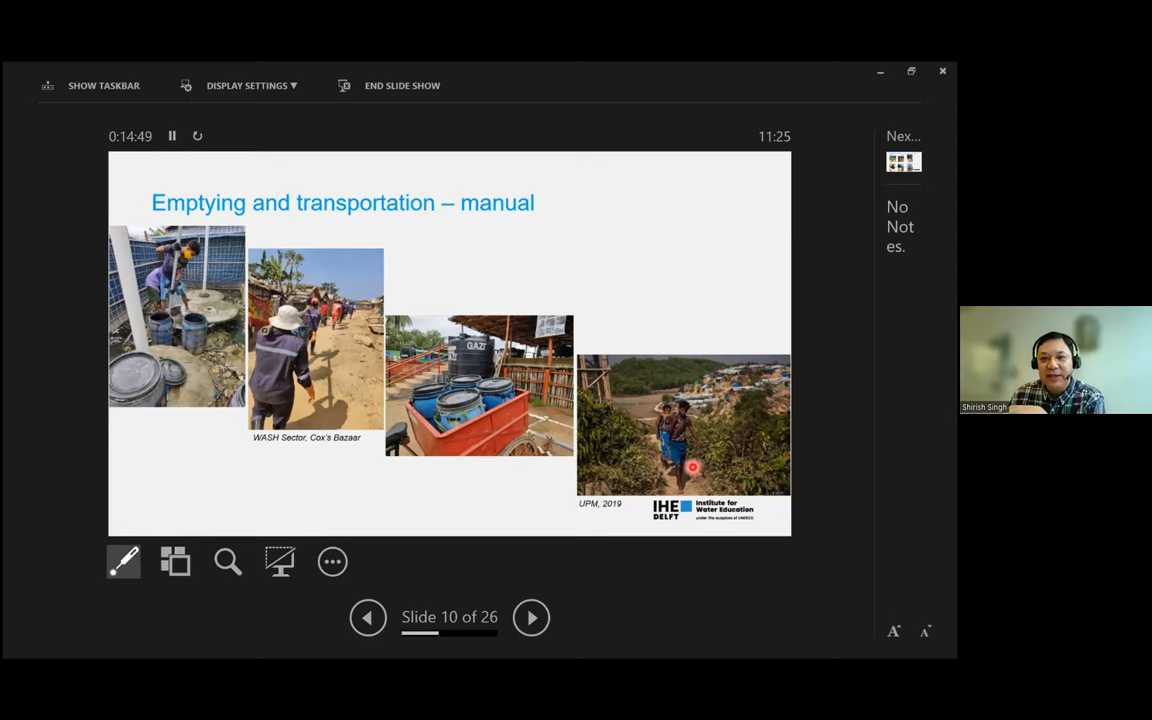 SHOW TASKBAR
DISPLAY SETTINGS ▼
END SLIDE SHOW
0:14:49
11:25
Nex...
No
Not
es.
Emptying and transportation – manual
GAZI
WASH Sector, Cox's Bazaar
UPM, 2019
IHE
DELFT
Institute for
Water Education
under the auspices of UNESCO
Slide 10 of 26
A
A
Shirish Singh